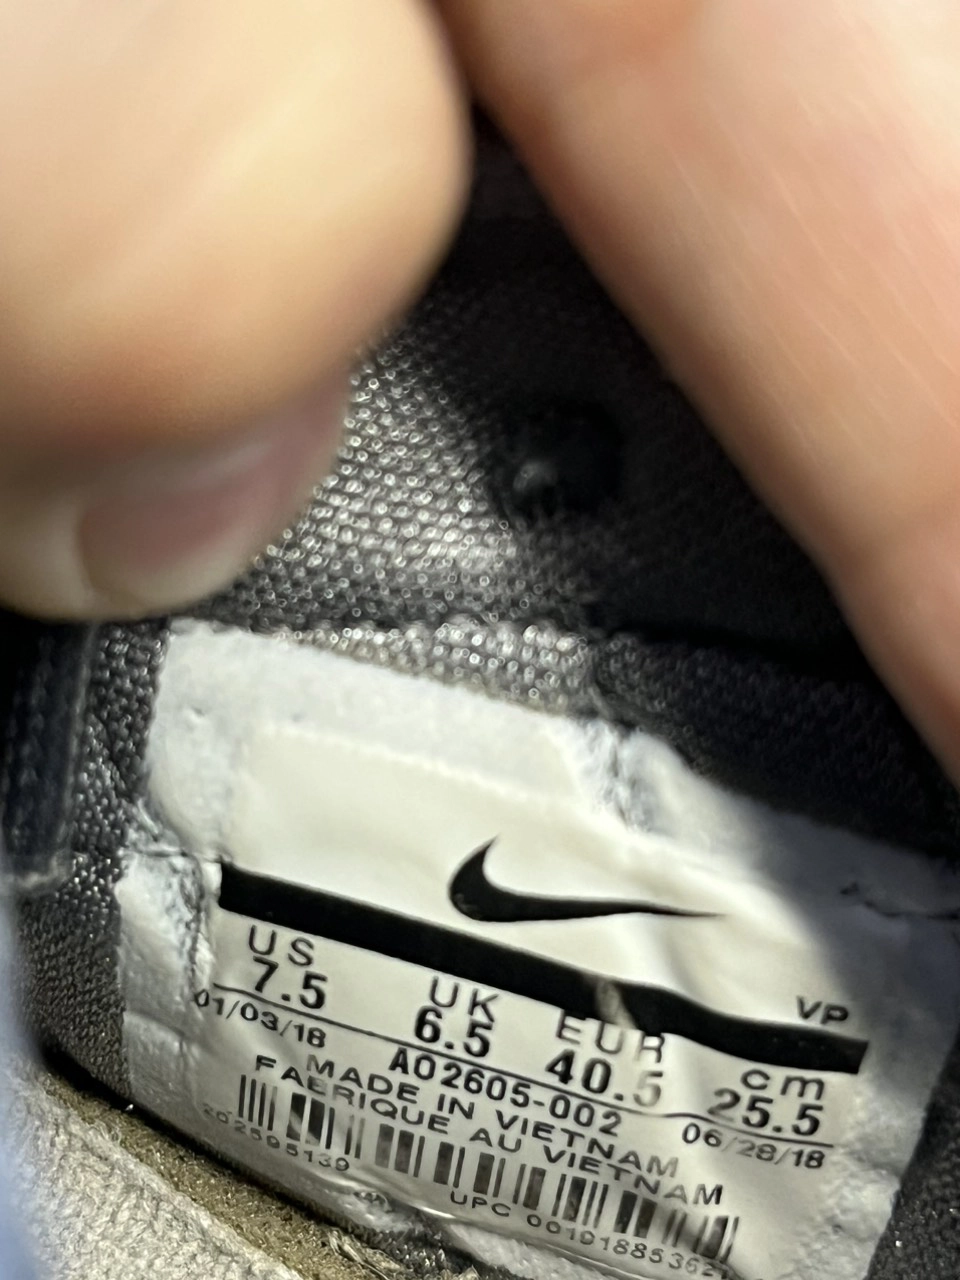 VP
US UK EUR cm
7.5 6.5 40.5 25.5
01/03/18 AO2605-002 06/28/18
MADE IN VIETNAM
FABRIQUE AU VIETNAM
UPC